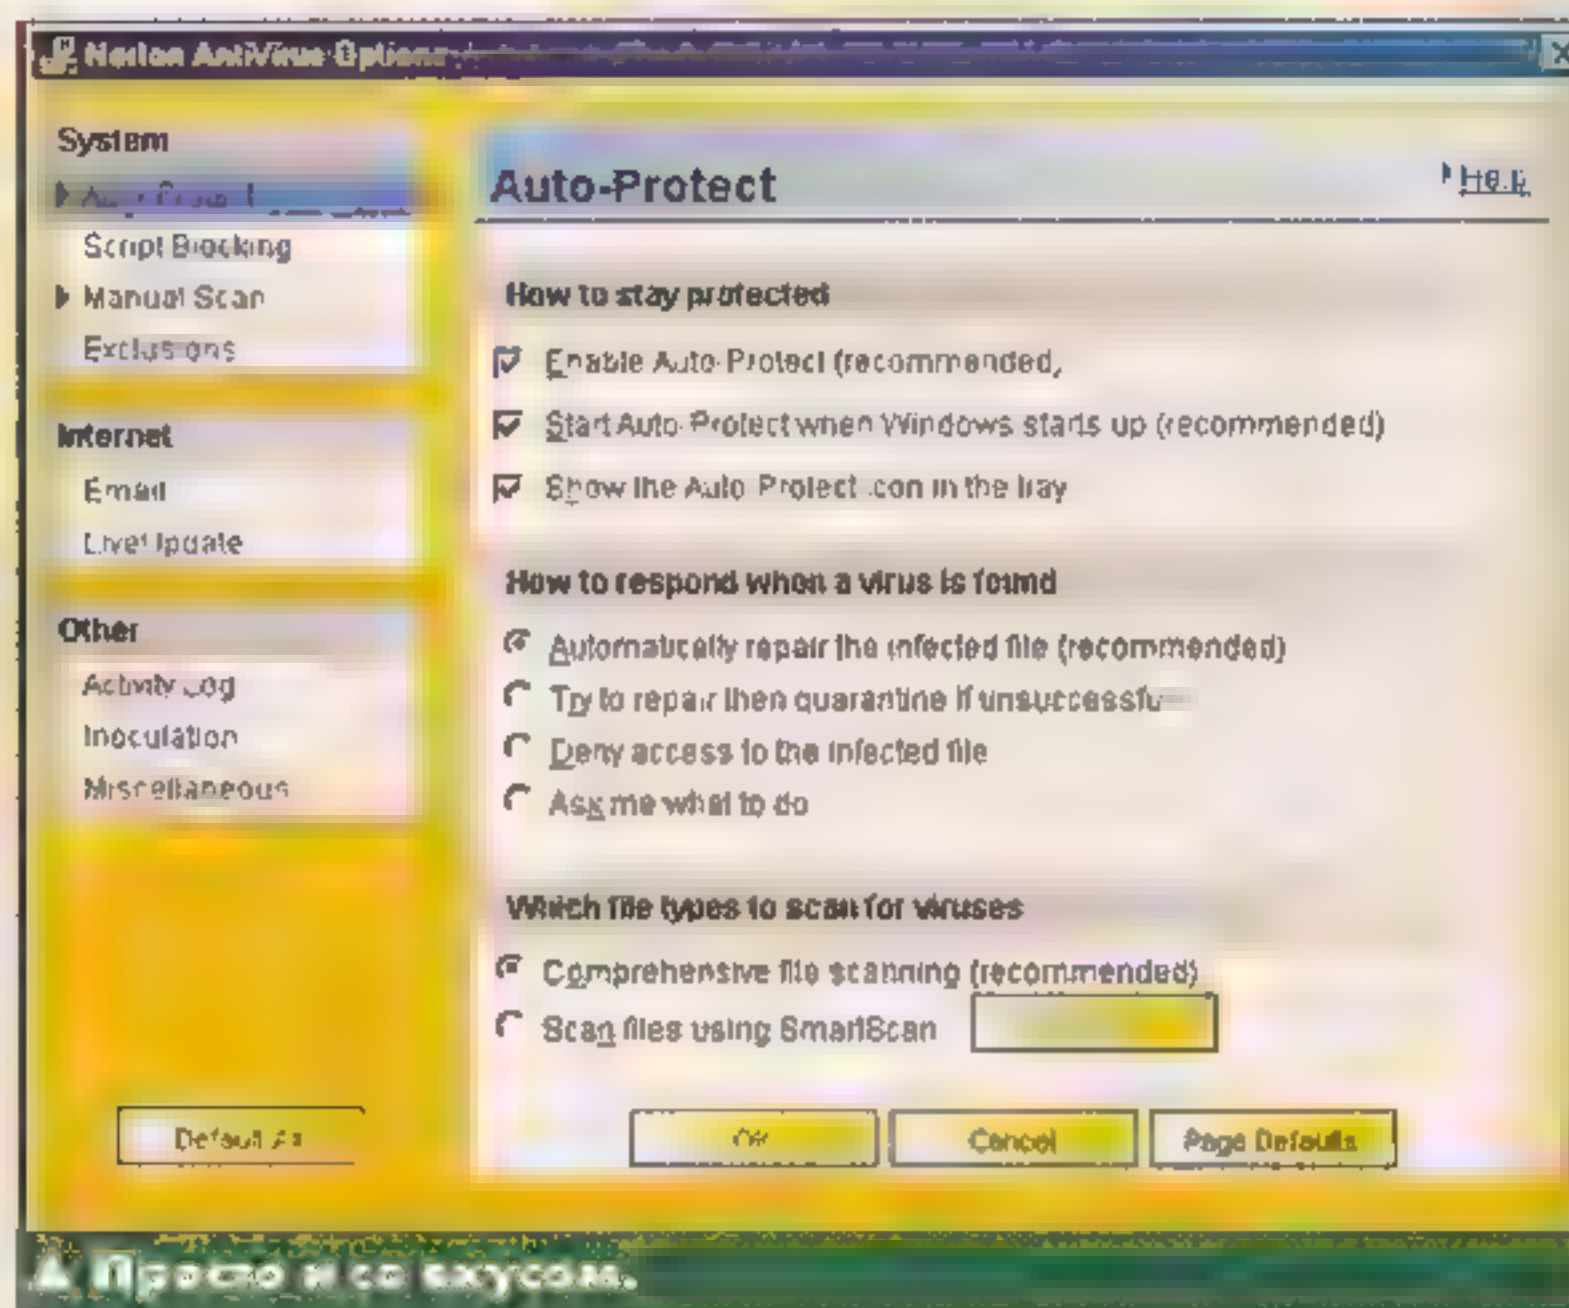 Norton AntiVirus Options
System
Auto-Protect
Script Blocking
Manual Scan
Exclusions
Internet
Email
LiveUpdate
Other
Activity Log
Inoculation
Miscellaneous
Default All
Auto-Protect
Help
How to stay protected
Enable Auto-Protect (recommended)
Start Auto-Protect when Windows starts up (recommended)
Show the Auto-Protect icon in the tray
How to respond when a virus is found
Automatically repair the infected file (recommended)
Try to repair then quarantine if unsuccessful
Deny access to the infected file
Ask me what to do
Which file types to scan for viruses
Comprehensive file scanning (recommended)
Scan files using SmartScan
OK
Cancel
Page Defaults
▲ Просто и со вкусом.